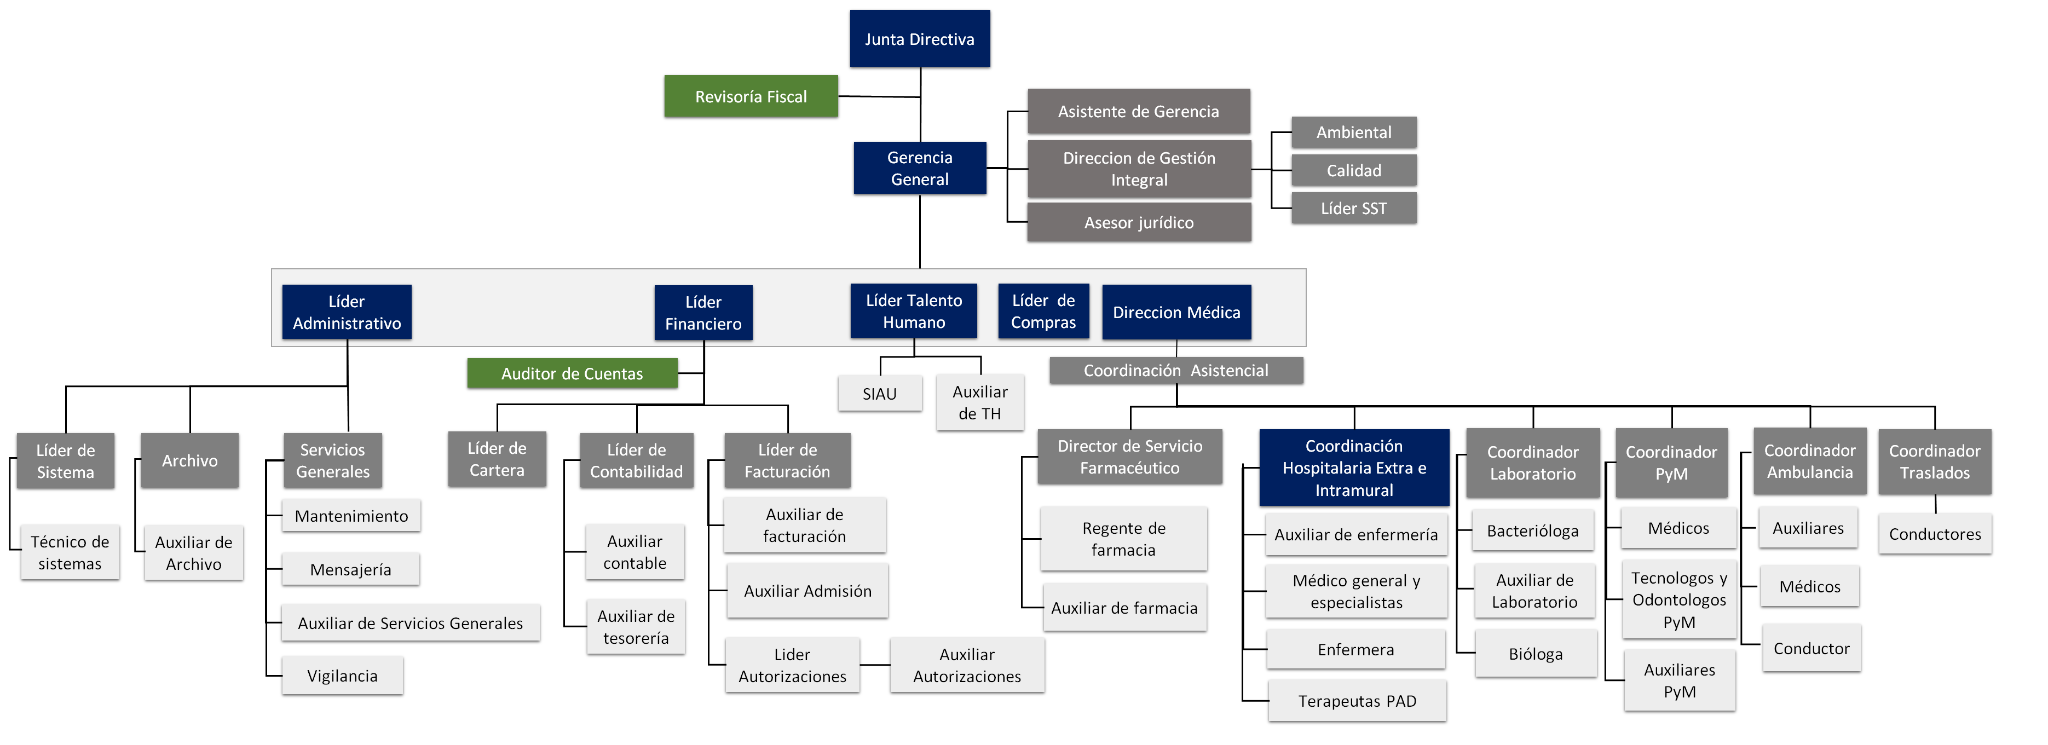 Junta Directiva
Revisoría Fiscal
Asistente de Gerencia
Ambiental
Gerencia
General
Direccion de Gestión
Integral
Calidad
Líder SST
Asesor jurídico
Líder
Administrativo
Líder
Financiero
Líder Talento
Humano
Líder de
Compras
Direccion Médica
Auditor de Cuentas
SIAU
Auxiliar
de TH
Coordinación Asistencial
Líder de
Sistema
Archivo
Servicios
Generales
Líder de
Cartera
Líder de
Contabilidad
Líder de
Facturación
Director de Servicio
Farmacéutico
Coordinación
Hospitalaria Extra e
Intramural
Coordinador
Laboratorio
Coordinador
PyM
Coordinador
Ambulancia
Coordinador
Traslados
Técnico de
sistemas
Auxiliar de
Archivo
Mantenimiento
Mensajería
Auxiliar de Servicios Generales
Vigilancia
Auxiliar
contable
Auxiliar de
tesorería
Auxiliar de
facturación
Auxiliar Admisión
Lider
Autorizaciones
Auxiliar
Autorizaciones
Regente de
farmacia
Auxiliar de farmacia
Auxiliar de enfermería
Médico general y
especialistas
Enfermera
Terapeutas PAD
Bacterióloga
Auxiliar de
Laboratorio
Bióloga
Médicos
Tecnologos y
Odontologos
PyM
Auxiliares
PyM
Auxiliares
Médicos
Conductor
Conductores